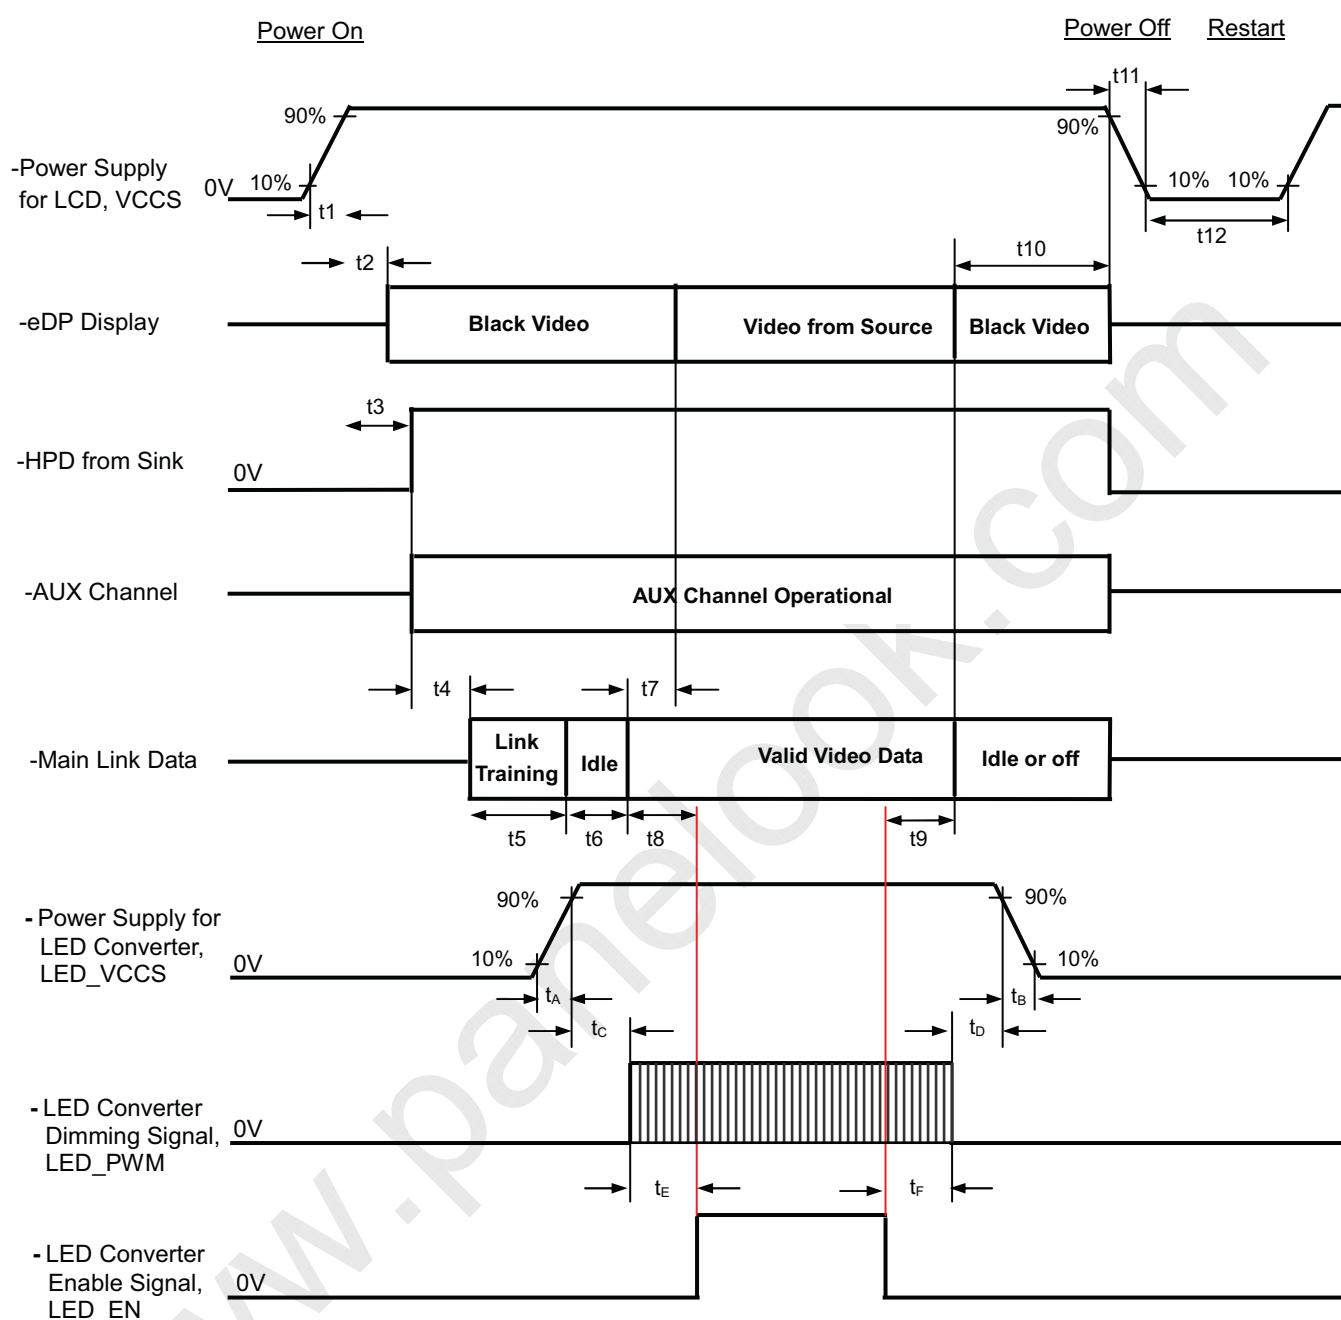 Power On
Power Off Restart
t11
90%
90%
-Power Supply
for LCD, VCCS
0V 10%
10% 10%
t1
t12
t2
t10
-eDP Display
Black Video
Video from Source
Black Video
t3
-HPD from Sink
0V
-AUX Channel
AUX Channel Operational
t4
t7
-Main Link Data
Link
Training
Idle
Valid Video Data
Idle or off
t5
t6
t8
t9
90%
90%
- Power Supply for
LED Converter,
LED_VCCS
0V
10%
10%
tA
tB
tC
tD
- LED Converter
Dimming Signal,
LED_PWM
0V
tE
tF
- LED Converter
Enable Signal,
LED_EN
0V
www.panelook.com